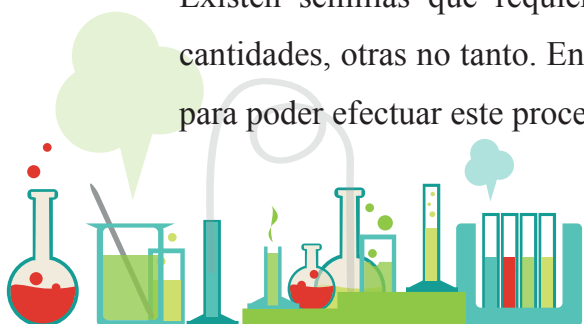 Existen semillas que requie
cantidades, otras no tanto. En
para poder efectuar este proce